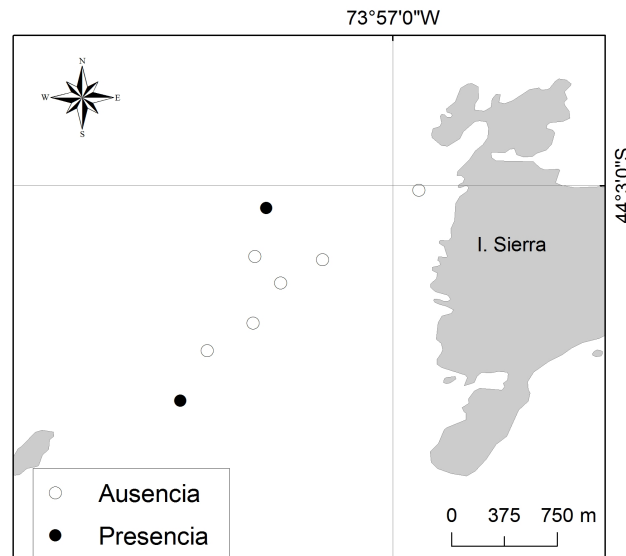 73°57'0"W
N
W E
S
44°3'0"S
I. Sierra
Ausencia
Presencia
0 375 750 m